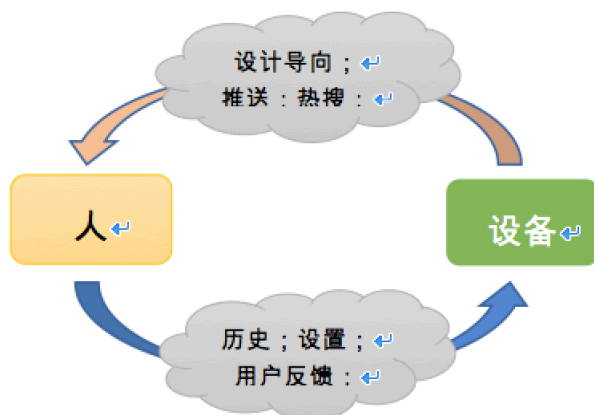 设计导向；
推送：热搜：
人
设备
历史；设置；
用户反馈：